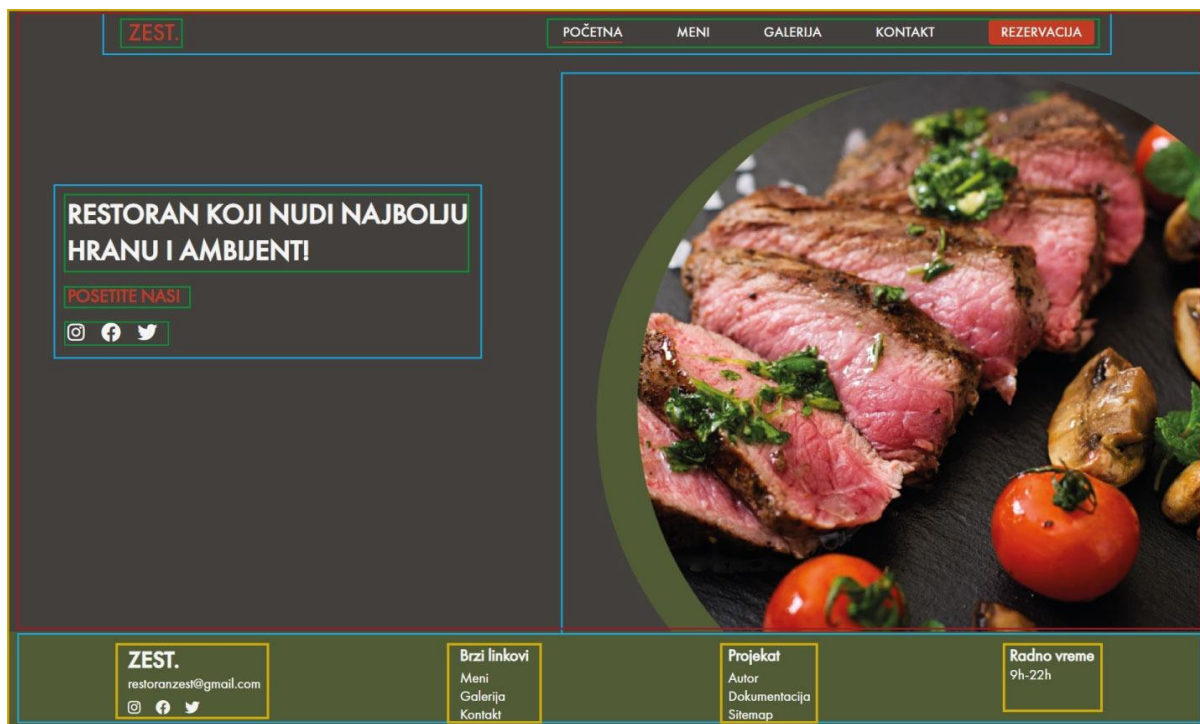 ZEST.
POČETNA
MENI
GALERIJA
KONTAKT
REZERVACIJA
RESTORAN KOJI NUDI NAJBOLJU
HRANU I AMBIJENT!
POSETITE NAS!
ZEST.
restoranzest@gmail.com
Brzi linkovi
Meni
Galerija
Kontakt
Projekat
Autor
Dokumentacija
Sitemap
Radno vreme
9h-22h